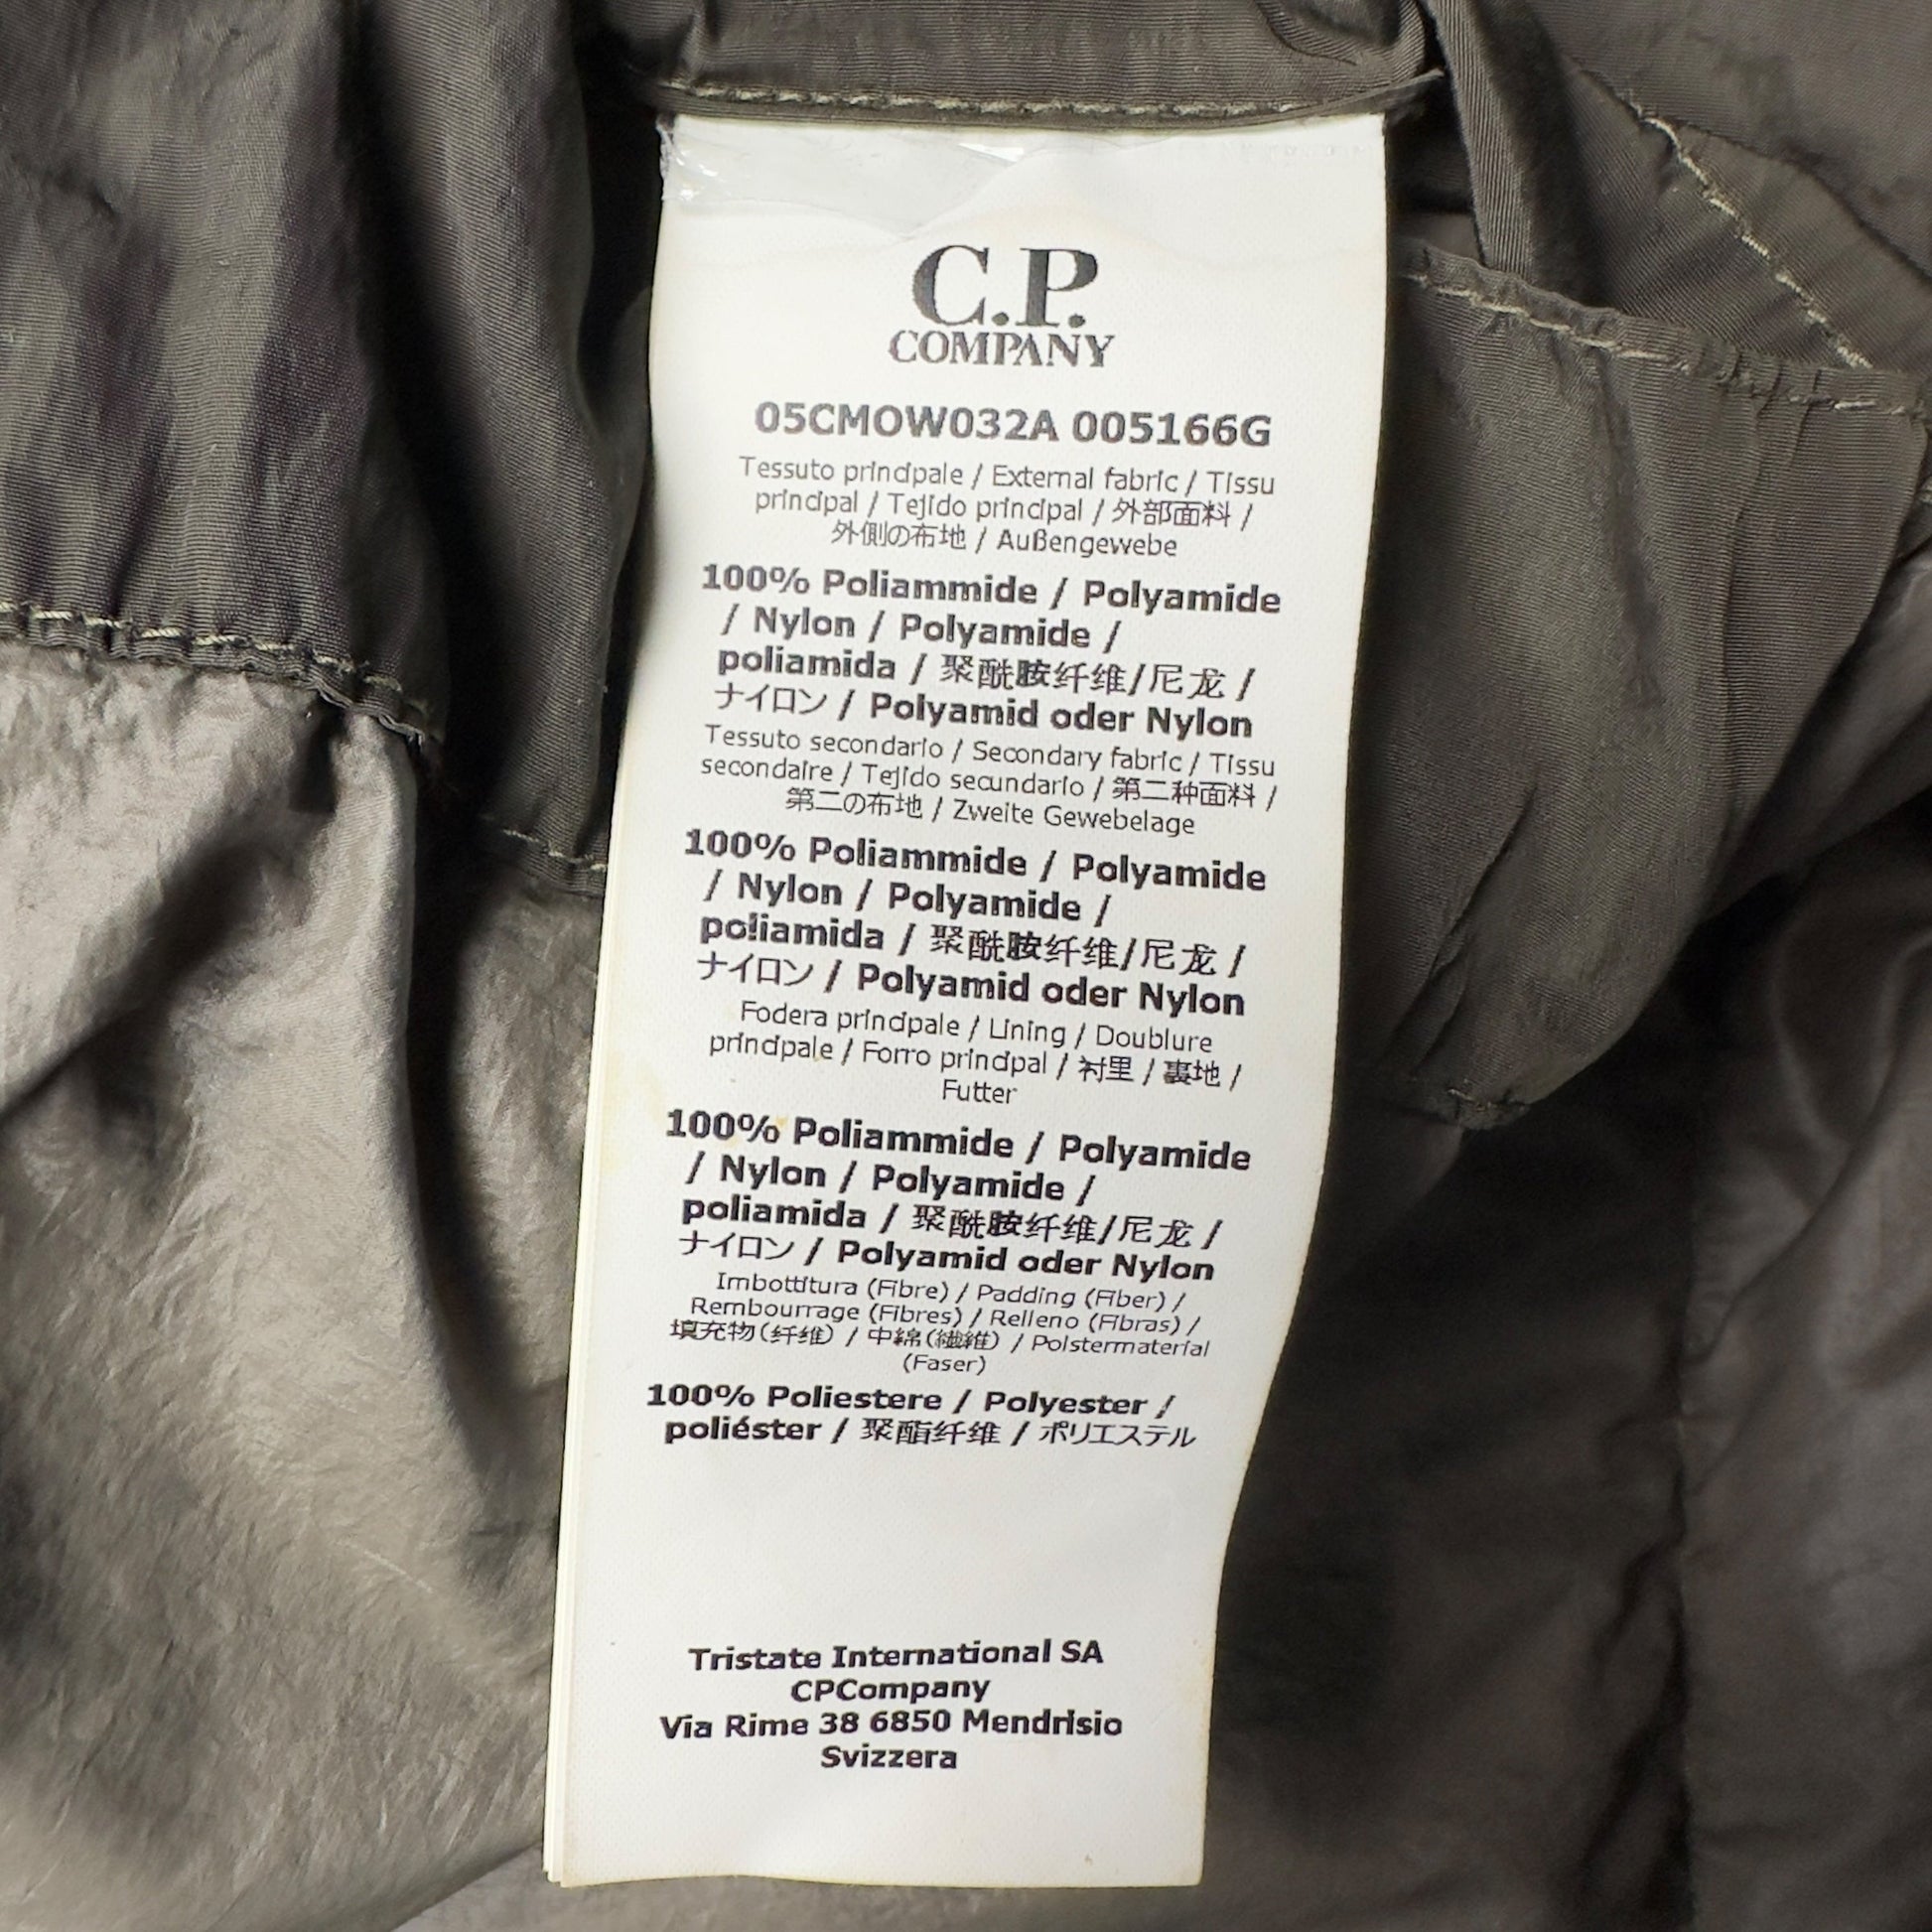 C.P.
COMPANY
05CMOW032A 005166G
Tessuto principale / External fabric / Tissu
principal / Tejido principal / 外部面料 /
外側の布地 / Außengewebe
100% Poliammide / Polyamide
/ Nylon / Polyamide /
poliamida / 聚酰胺纤维/尼龙 /
ナイロン / Polyamid oder Nylon
Tessuto secondario / Secondary fabric / Tissu
secondaire / Tejido secundario / 第二种面料 /
第二の布地 / Zweite Gewebelage
100% Poliammide / Polyamide
/ Nylon / Polyamide /
poliamida / 聚酰胺纤维/尼龙 /
ナイロン / Polyamid oder Nylon
Fodera principale / Lining / Doublure
principale / Forro principal / 衬里 / 裏地 /
Futter
100% Poliammide / Polyamide
/ Nylon / Polyamide /
poliamida / 聚酰胺纤维/尼龙 /
ナイロン / Polyamid oder Nylon
Imbottitura (Fibre) / Padding (Fiber) /
Rembourrage (Fibres) / Relleno (Fibras) /
填充物(纤维) / 中綿(繊維) / Polstermaterial
(Faser)
100% Poliestere / Polyester /
poliéster / 聚酯纤维 / ポリエステル
Tristate International SA
CPCompany
Via Rime 38 6850 Mendrisio
Svizzera